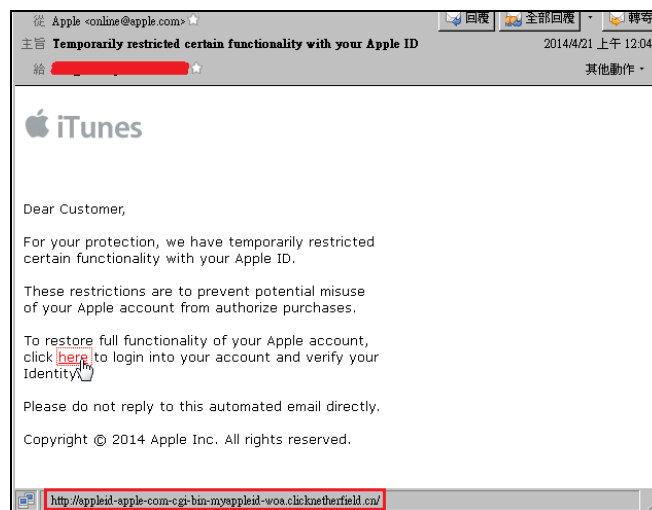 從 Apple <online@apple.com>
回覆 全部回覆 轉寄
主旨 Temporarily restricted certain functionality with your Apple ID 2014/4/21 上午 12:04
給 其他動作
iTunes
Dear Customer,
For your protection, we have temporarily restricted
certain functionality with your Apple ID.
These restrictions are to prevent potential misuse
of your Apple account from authorize purchases.
To restore full functionality of your Apple account,
click here to login into your account and verify your
Identity.
Please do not reply to this automated email directly.
Copyright © 2014 Apple Inc. All rights reserved.
http://appleid-apple-com-cgi-bin-myappleid-woa.clicknetherfield.cn/